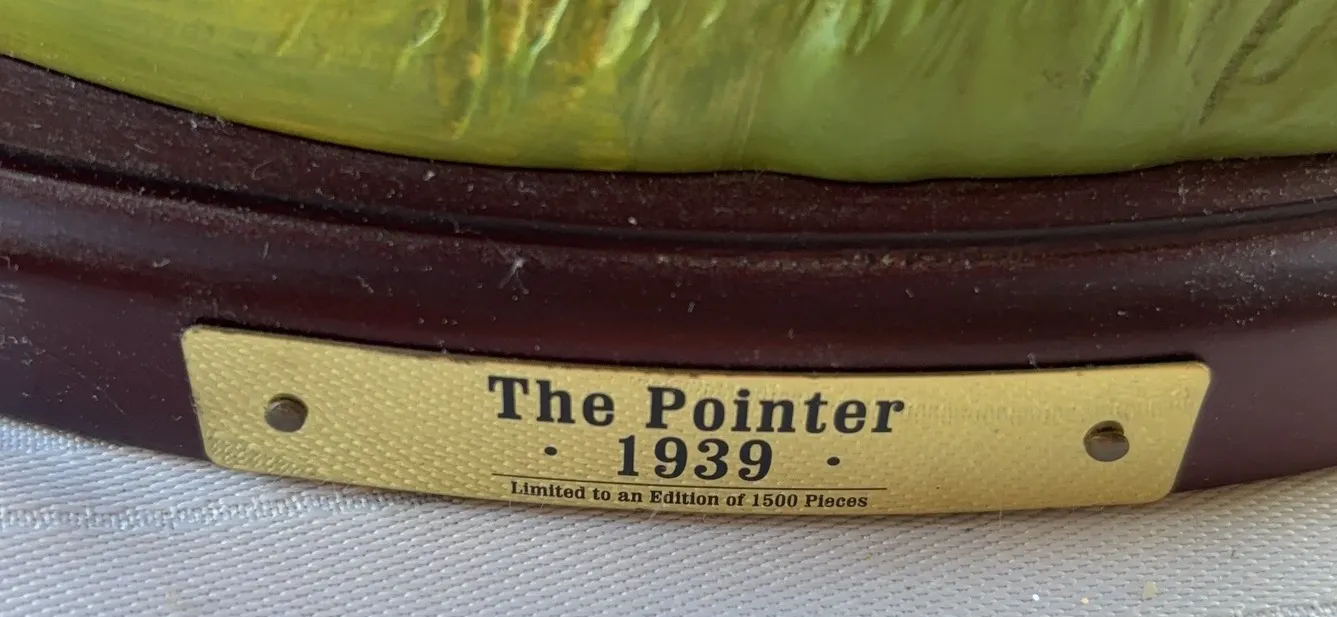 The Pointer
• 1939 •
Limited to an Edition of 1500 Pieces